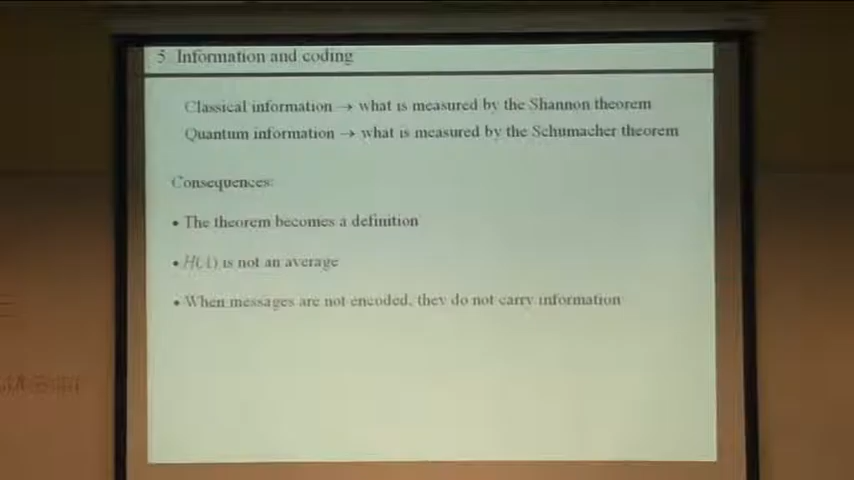 5 Information and coding
Classical information → what is measured by the Shannon theorem
Quantum information → what is measured by the Schumacher theorem
Consequences:
• The theorem becomes a definition
• is not an average
• When messages are not encoded, they do not carry information